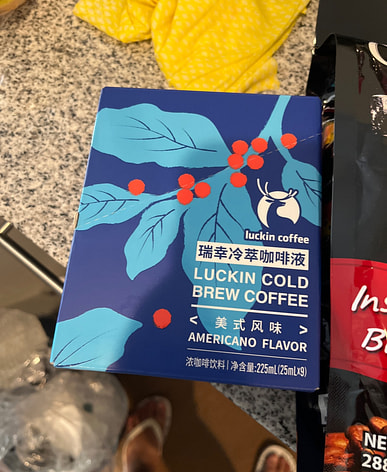 luckin coffee
瑞幸冷萃咖啡液
LUCKIN COLD
BREW COFFEE
< 美式风味 >
AMERICANO FLAVOR
浓咖啡饮料 | 净含量:225mL(25mL×9)